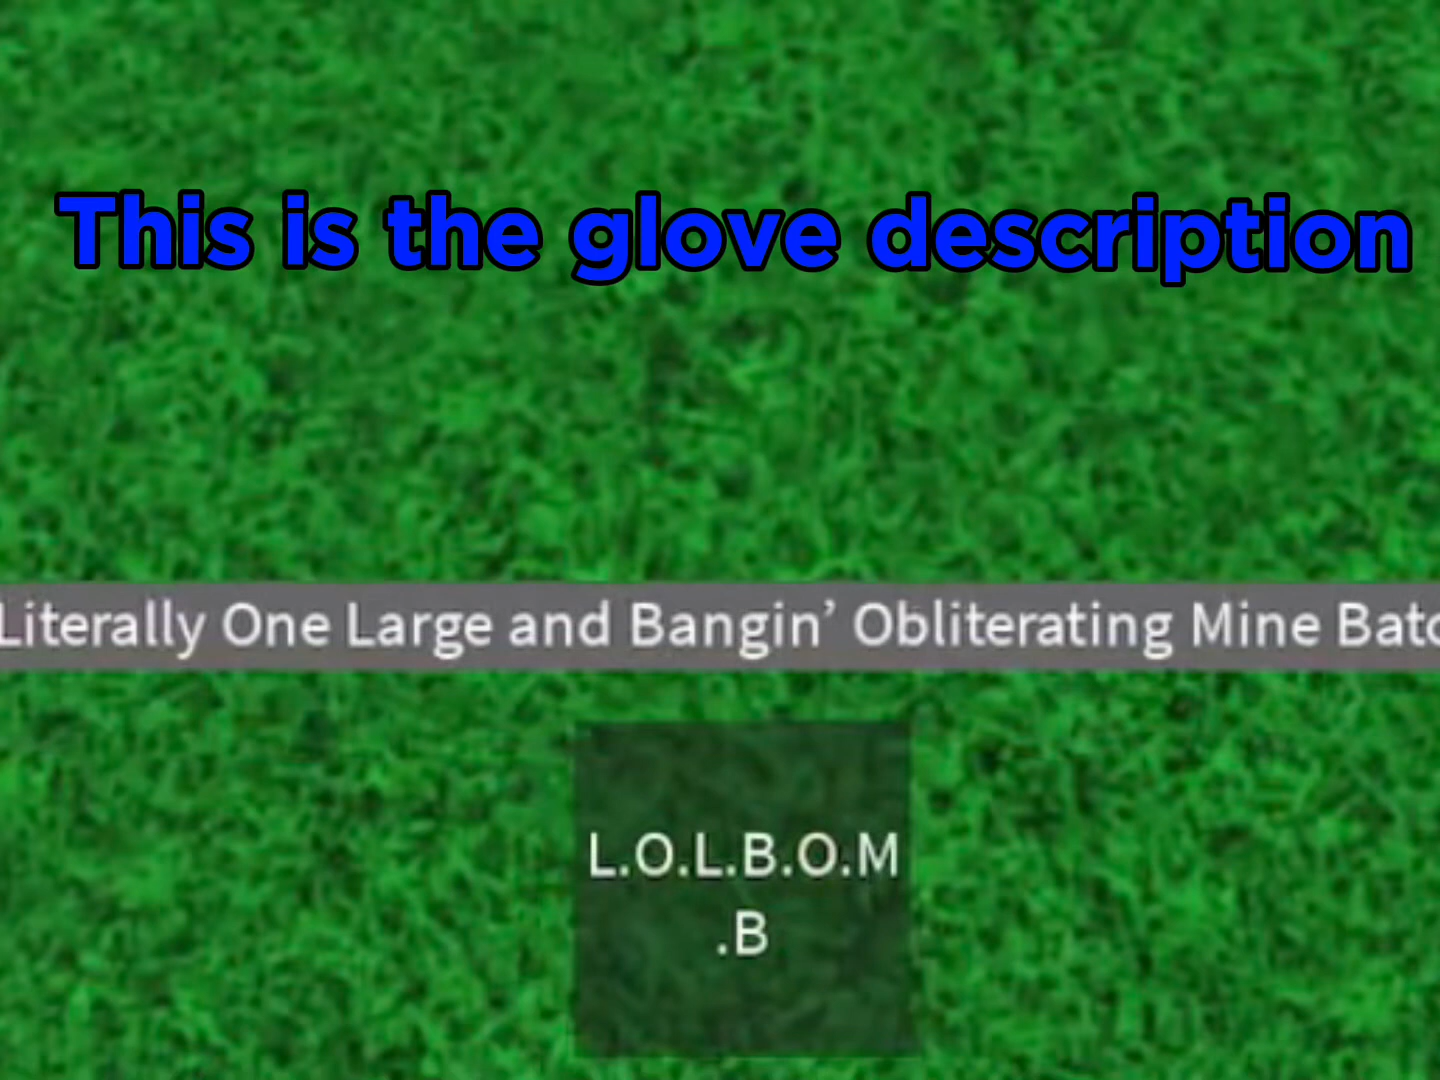 This is the glove description
Literally One Large and Bangin’ Obliterating Mine
L.O.L.B.O.M
.B